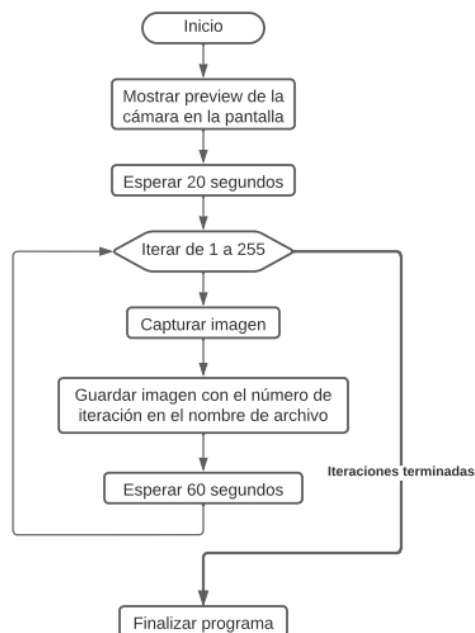 Inicio
Mostrar preview de la
cámara en la pantalla
Esperar 20 segundos
Iterar de 1 a 255
Capturar imagen
Guardar imagen con el número de
iteración en el nombre de archivo
Iteraciones terminadas
Esperar 60 segundos
Finalizar programa